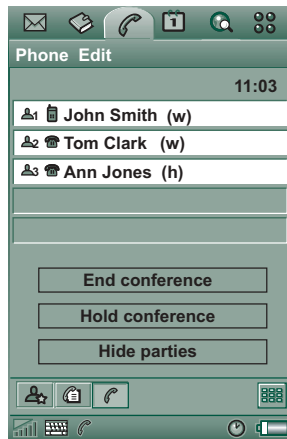 Phone Edit
11:03
1 John Smith (w)
2 Tom Clark (w)
3 Ann Jones (h)
End conference
Hold conference
Hide parties